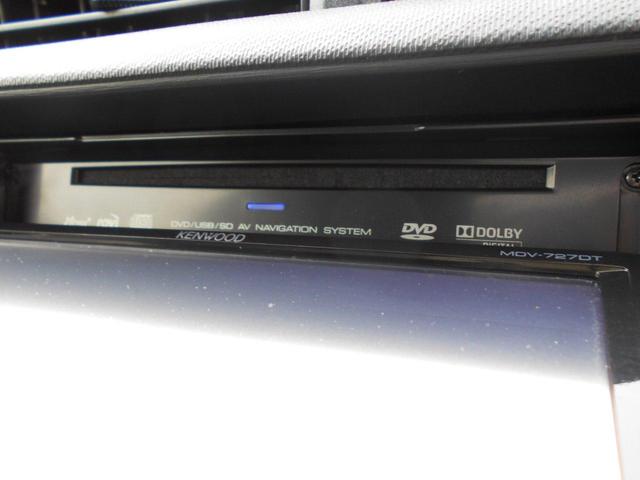 DVD/USB/SD AV NAVIGATION SYSTEM
DVD
DOLBY
DIGITAL
KENWOOD
MDV-727DT